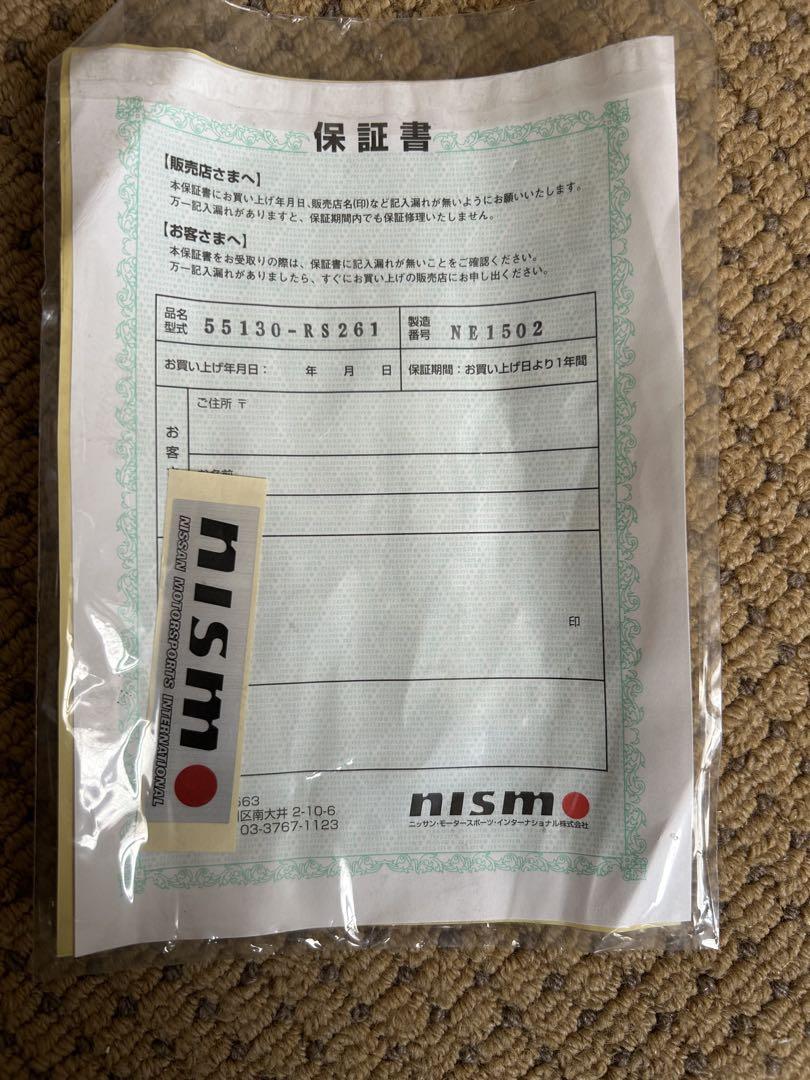 保証書
【販売店さまへ】
本保証書にお買い上げ年月日、販売店名(印)など記入漏れが無いようにお願いいたします。
万一記入漏れがありますと、保証期間内でも保証修理いたしません。
【お客さまへ】
本保証書をお受取りの際は、保証書に記入漏れが無いことをご確認ください。
万一記入漏れがありましたら、すぐにお買い上げの販売店にお申し出ください。
品名
型式 55130-RS261
製造
番号 NE1502
お買い上げ年月日： 年 月 日
保証期間：お買い上げ日より1年間
ご住所 〒
お
客
印
nismo
NISSAN MOTORSPORTS INTERNATIONAL
663
区南大井 2-10-6
03-3767-1123
nismo
ニッサン・モータースポーツ・インターナショナル株式会社